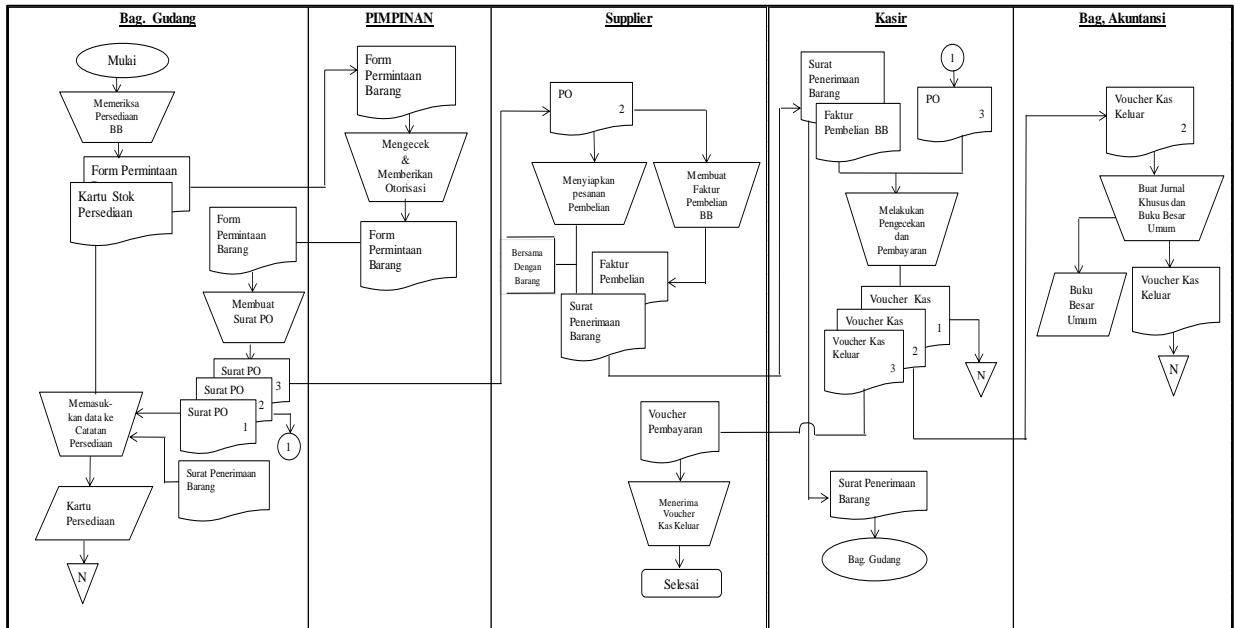 Bag. Gudang
Mulai
Memeriksa
Persediaan
BB
Form Permintaan
Kartu Stok
Persediaan
Form
Permintaan
Barang
Membuat
Surat PO
Surat PO
3
Surat PO
2
Surat PO
1
1
Memasuk-
kan data ke
Catatan
Persediaan
Surat Penerimaan
Barang
Kartu
Persediaan
N
PIMPINAN
Form
Permintaan
Barang
Mengecek
&
Memberikan
Otorisasi
Form
Permintaan
Barang
Supplier
PO
2
Menyiapkan
pesanan
Pembelian
Membuat
Faktur
Pembelian
BB
Bersama
Dengan
Barang
Faktur
Pembelian
Surat
Penerimaan
Barang
Voucher
Pembayaran
Menerima
Voucher
Kas Keluar
Selesai
Kasir
Surat
Penerimaan
Barang
Faktur
Pembelian BB
1
PO
3
Melakukan
Pengecekan
dan
Pembayaran
Voucher Kas
1
Voucher Kas
2
Voucher Kas
Keluar
3
N
Surat Penerimaan
Barang
Bag. Gudang
Bag, Akuntansi
Voucher Kas
Keluar
2
Buat Jurnal
Khusus dan
Buku Besar
Umum
Buku
Besar
Umum
Voucher Kas
Keluar
N